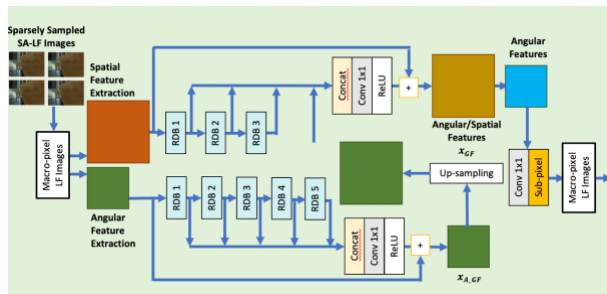 Sparsely Sampled
SA-LF Images
Spatial
Feature
Extraction
Macro-pixel
LF Images
Angular
Feature
Extraction
RDB 1
RDB 2
RDB 3
Concat
Conv 1x1
ReLU
+
Angular/Spatial
Features
x_GF
Angular
Features
RDB 1
RDB 2
RDB 3
RDB 4
RDB 5
Concat
Conv 1x1
ReLU
+
x_A_GF
Up-sampling
Conv 1x1
Sub-pixel
Macro-pixel
LF Images